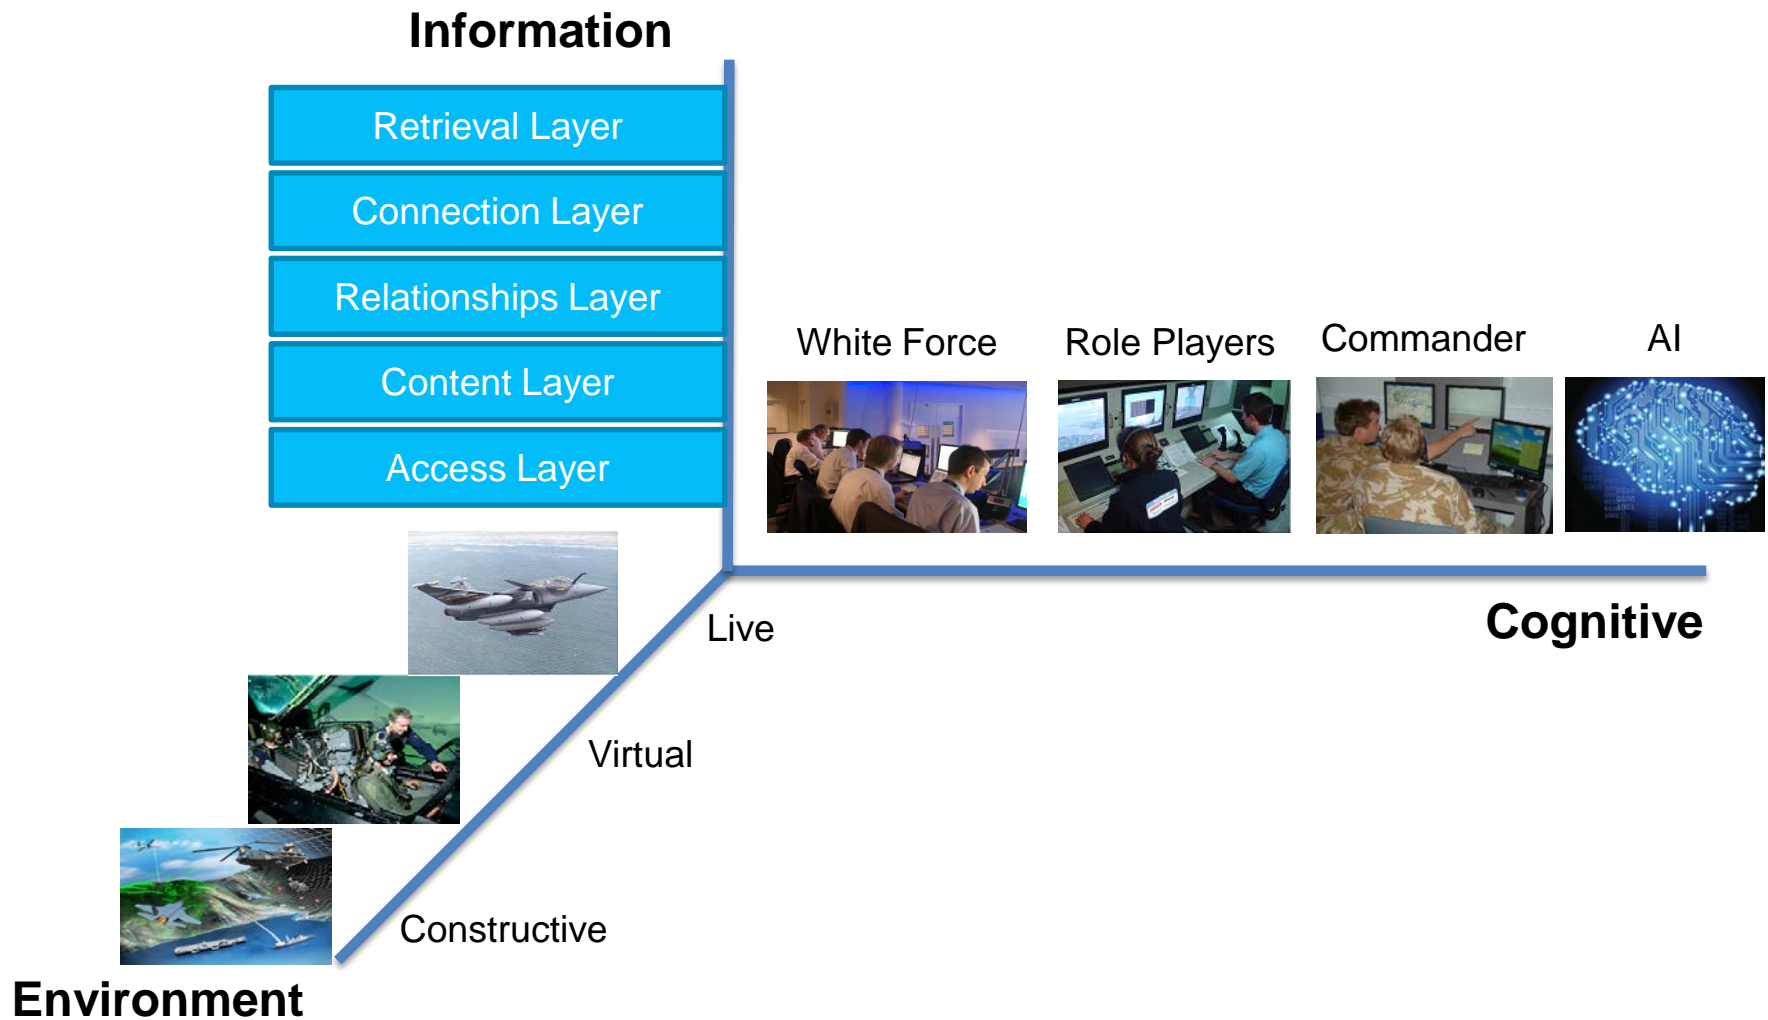 Information
Retrieval Layer
Connection Layer
Relationships Layer
Content Layer
Access Layer
White Force
Role Players
Commander
AI
Cognitive
Live
Virtual
Constructive
Environment